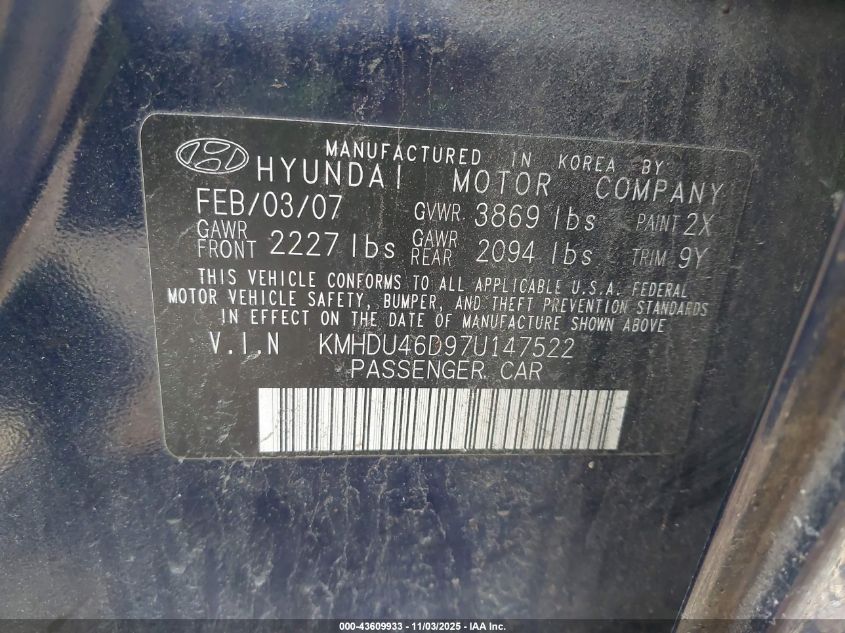 MANUFACTURED IN KOREA BY
HYUNDAI MOTOR COMPANY
FEB/03/07 GVWR 3869 lbs PAINT 2X
GAWR FRONT 2227 lbs GAWR REAR 2094 lbs TRIM 9Y
THIS VEHICLE CONFORMS TO ALL APPLICABLE U.S.A. FEDERAL
MOTOR VEHICLE SAFETY, BUMPER, AND THEFT PREVENTION STANDARDS
IN EFFECT ON THE DATE OF MANUFACTURE SHOWN ABOVE
V.I.N KMHDU46D97U147522
PASSENGER CAR
000-43609933 - 11/03/2025 - IAA Inc.